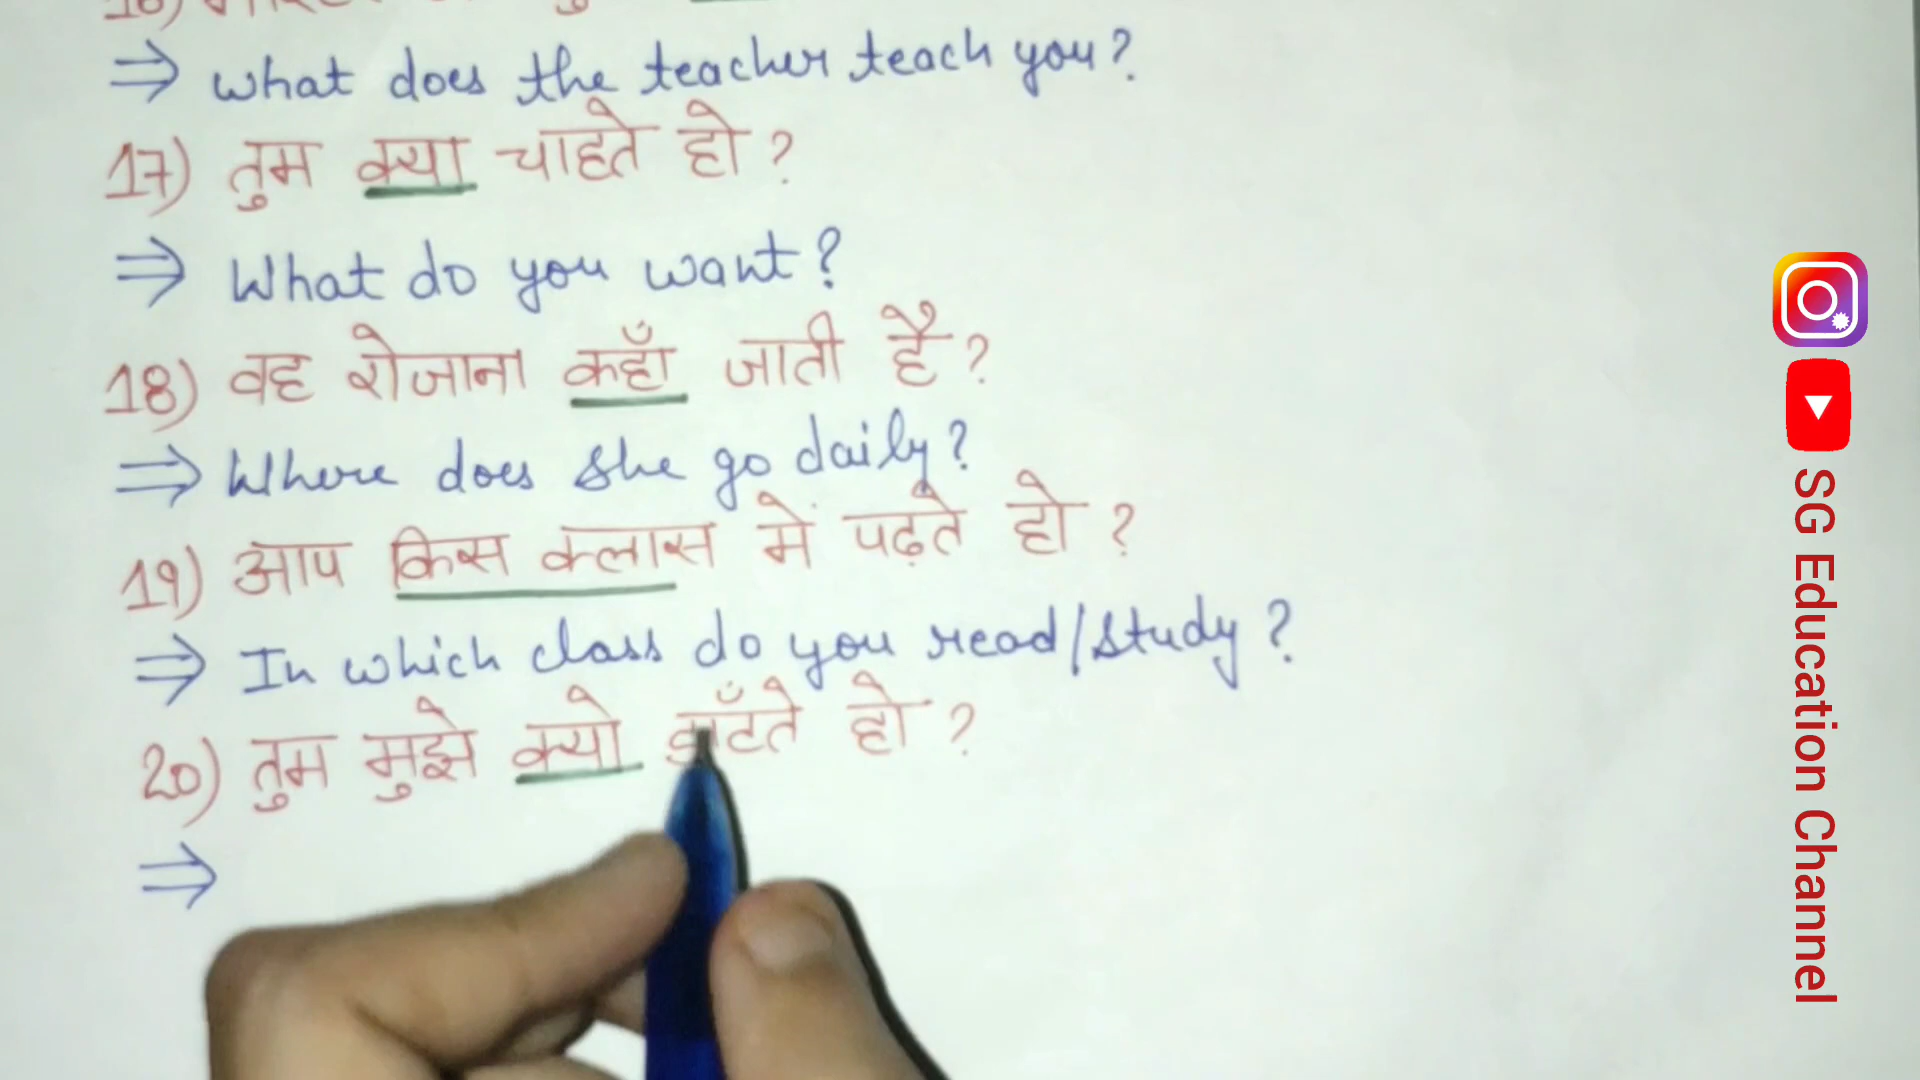 ⇒ What does the teacher teach you?
17) तुम क्या चाहते हो ?
⇒ What do you want?
18) वह रोजाना कहाँ जाती है ?
⇒ Where does she go daily?
19) आप किस क्लास में पढ़ते हो ?
⇒ In which class do you read/study ?
20) तुम मुझे क्यो हो ?
⇒
SG Education Channel